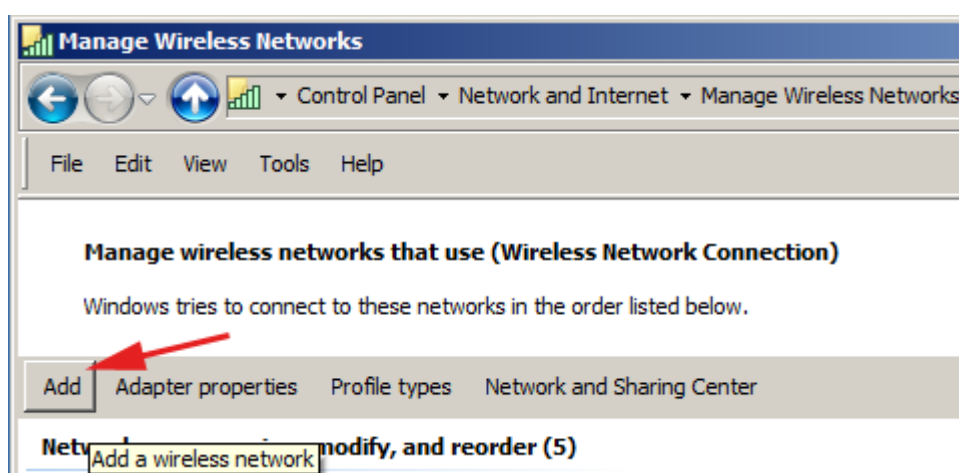 Manage Wireless Networks
Control Panel Network and Internet Manage Wireless Networks
File Edit View Tools Help
Manage wireless networks that use (Wireless Network Connection)
Windows tries to connect to these networks in the order listed below.
Add Adapter properties Profile types Network and Sharing Center
modify, and reorder (5)
Add a wireless network